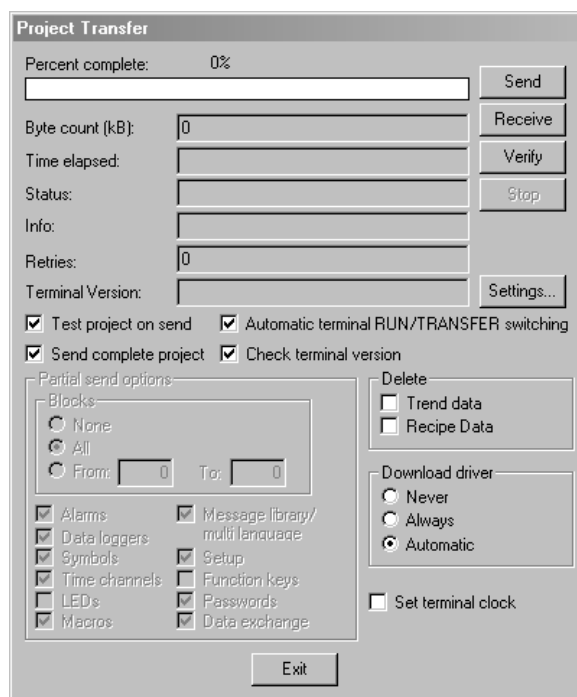 Project Transfer
Percent complete: 0%
Send
Byte count (kB): 0
Receive
Time elapsed:
Verify
Status:
Stop
Info:
Retries: 0
Terminal Version:
Settings...
Test project on send
Automatic terminal RUN/TRANSFER switching
Send complete project
Check terminal version
Partial send options
Blocks
None
All
From: 0 To: 0
Alarms
Data loggers
Symbols
Time channels
LEDs
Macros
Message library/
multi language
Setup
Function keys
Passwords
Data exchange
Delete
Trend data
Recipe Data
Download driver
Never
Always
Automatic
Set terminal clock
Exit